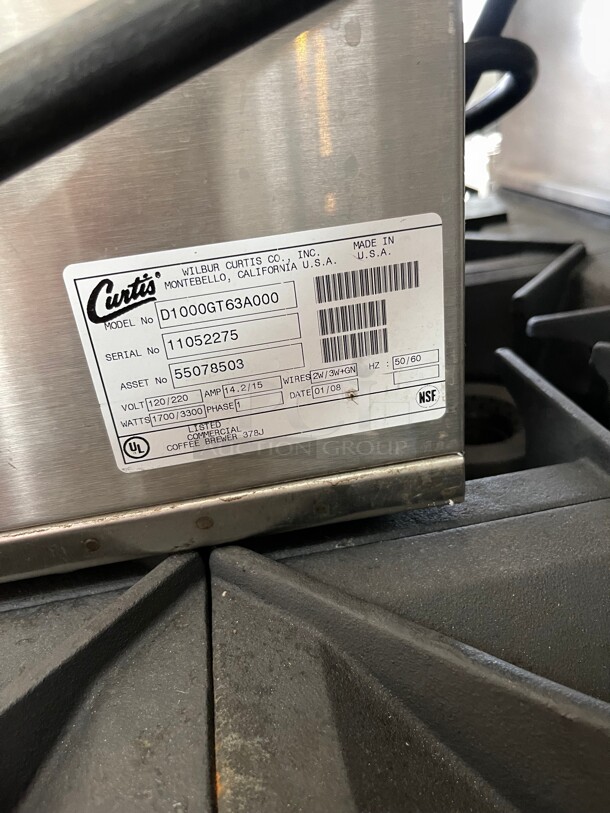 Curtis®
WILBUR CURTIS CO., INC.
MONTEBELLO, CALIFORNIA U.S.A.
MADE IN
U.S.A.
MODEL No D1000GT63A000
SERIAL No 11052275
ASSET No 55078503
VOLT 120/220 AMP 14.2/15 WIRES 2W/3W+GN HZ : 50/60
WATTS 1700/3300 PHASE 1 DATE 01/08
UL
LISTED
COMMERCIAL
COFFEE BREWER 378J
NSF
AUCTION GROUP